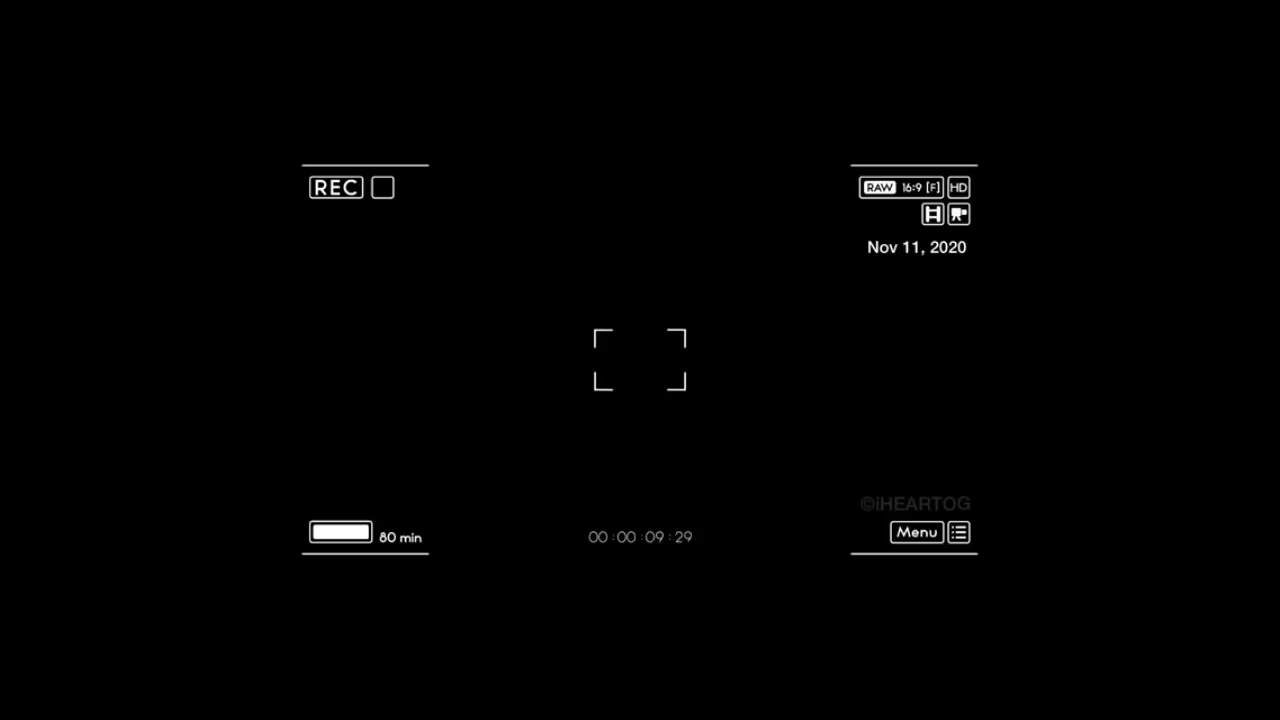 REC
RAW 16:9 [F] HD
Nov 11, 2020
©iHEARTOG
80 min
00:00:09:29
Menu